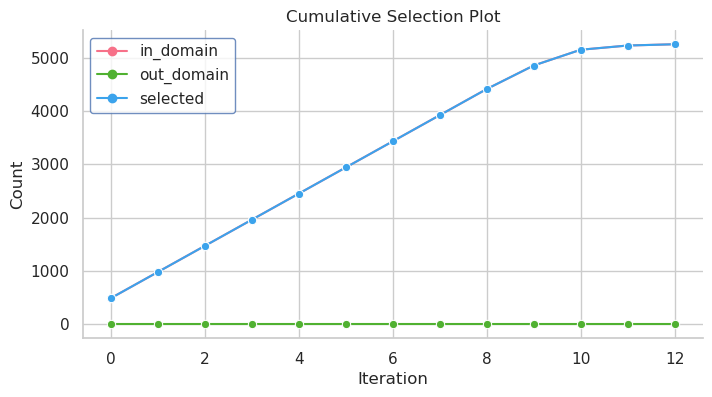 Cumulative Selection Plot
in_domain
out_domain
selected
5000
4000
3000
2000
1000
0
Count
0 2 4 6 8 10 12
Iteration